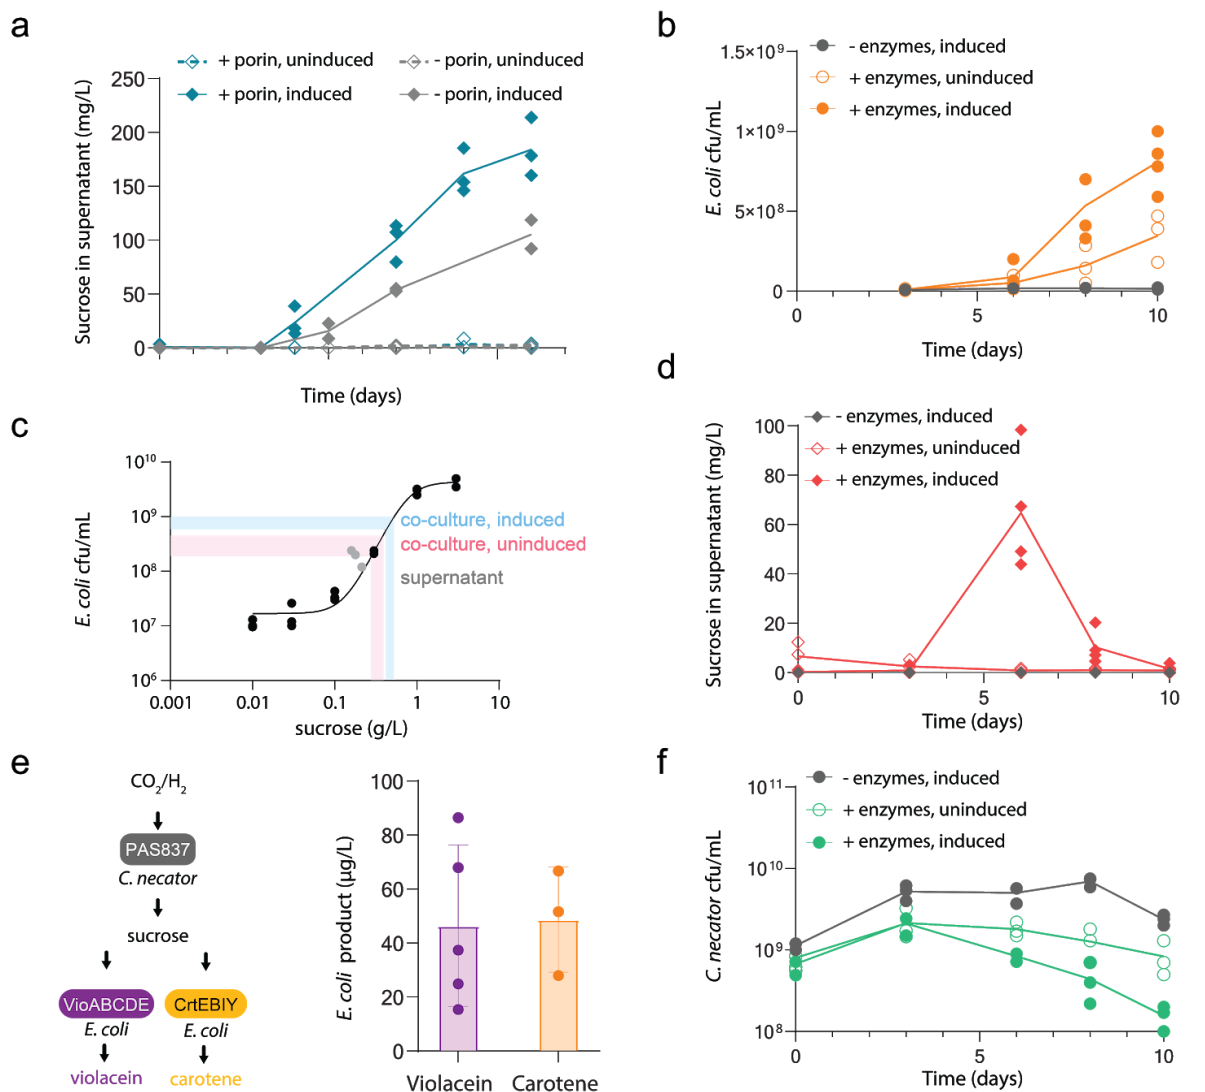 a
+ porin, uninduced
- porin, uninduced
+ porin, induced
- porin, induced
Sucrose in supernatant (mg/L)
250
200
150
100
50
0
Time (days)
b
- enzymes, induced
+ enzymes, uninduced
+ enzymes, induced
E. coli cfu/mL
1.5×10⁹
1×10⁹
5×10⁸
0
0
5
10
Time (days)
c
E. coli cfu/mL
10¹⁰
10⁹
10⁸
10⁷
10⁶
co-culture, induced
co-culture, uninduced
supernatant
0.001
0.01
0.1
1
10
sucrose (g/L)
d
- enzymes, induced
+ enzymes, uninduced
+ enzymes, induced
Sucrose in supernatant (mg/L)
100
80
60
40
20
0
0
5
10
Time (days)
e
CO₂/H₂
PAS837
C. necator
sucrose
VioABCDE
CrtEBIY
E. coli
E. coli
violacein
carotene
E. coli product (µg/L)
100
80
60
40
20
0
Violacein
Carotene
f
- enzymes, induced
+ enzymes, uninduced
+ enzymes, induced
C. necator cfu/mL
10¹¹
10¹⁰
10⁹
10⁸
0
5
10
Time (days)